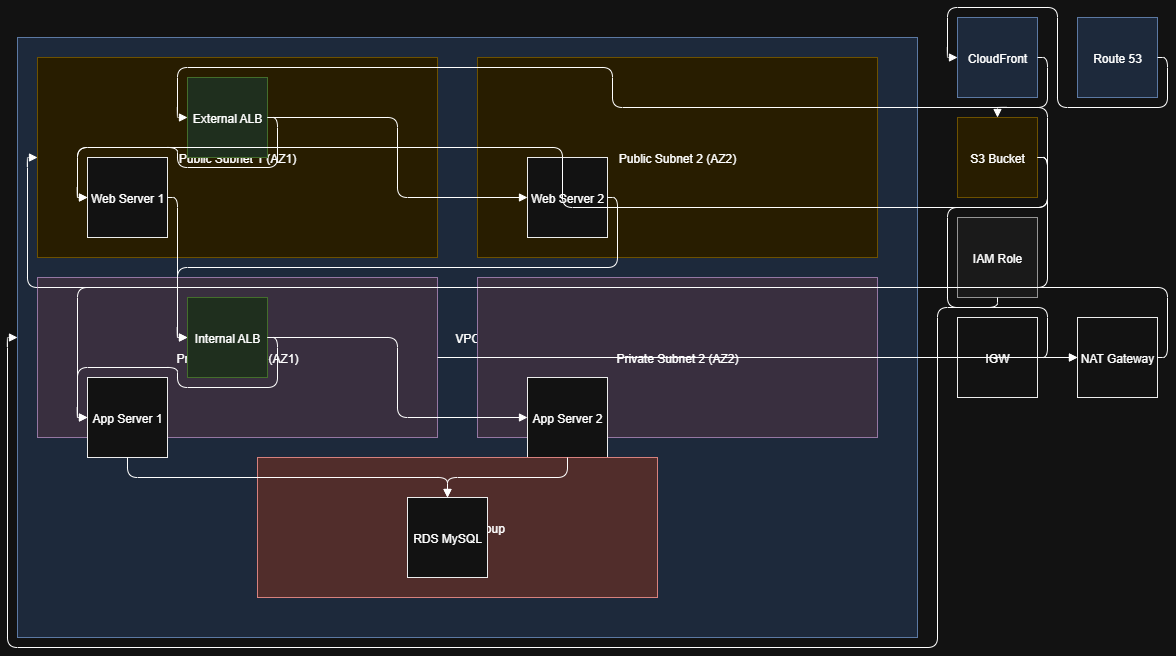 CloudFront
Route 53
External ALB
Public Subnet 1 (AZ1)
Public Subnet 2 (AZ2)
S3 Bucket
Web Server 1
Web Server 2
IAM Role
Internal ALB
VPC
(AZ1)
Private Subnet 2 (AZ2)
IGW
NAT Gateway
App Server 1
App Server 2
RDS MySQL